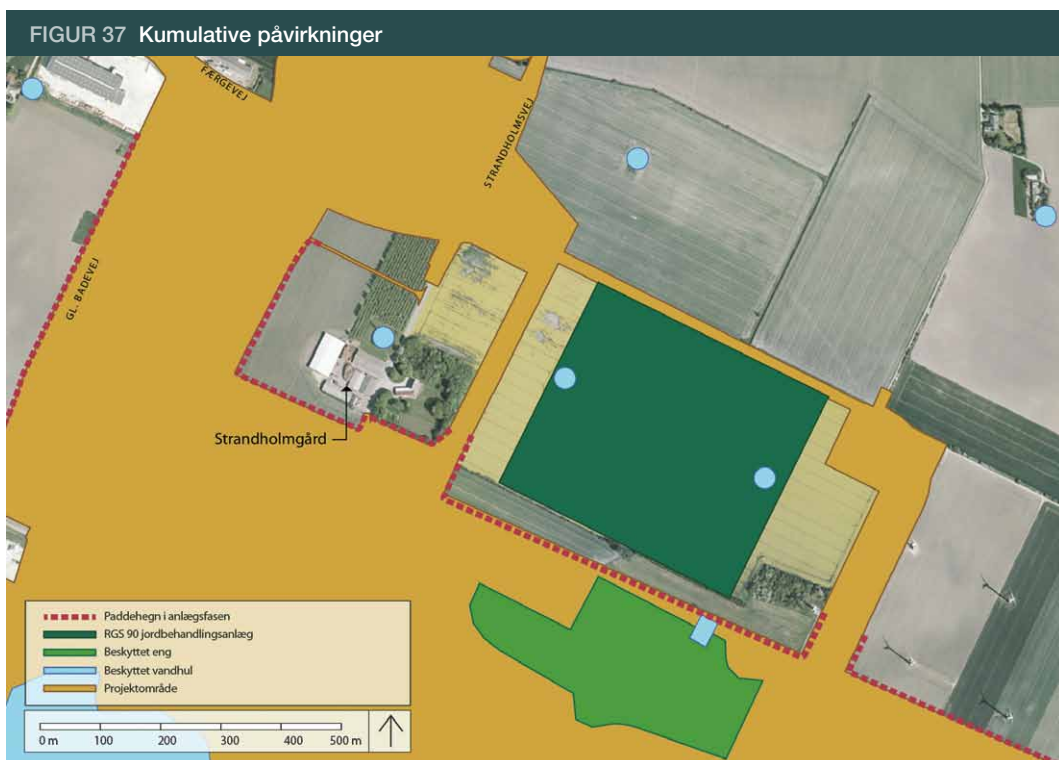 FIGUR 37 Kumulative påvirkninger
FÆRGEVEJ
STRANDHOLMSVEJ
GL. BADEVEJ
Strandholmgård
Paddehegn i anlægsfasen
RGS 90 jordbehandlingsanlæg
Beskyttet eng
Beskyttet vandhul
Projektområde
0 m 100 200 300 400 500 m